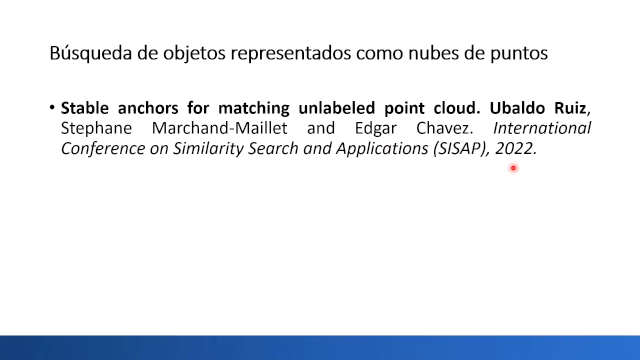 Búsqueda de objetos representados como nubes de puntos
• Stable anchors for matching unlabeled point cloud. Ubaldo Ruiz,
Stephane Marchand-Maillet and Edgar Chavez. International
Conference on Similarity Search and Applications (SISAP), 2022.